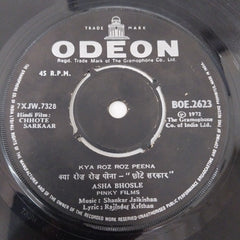 TRADE MARK
ODEON
Regd. Trade Mark of The Gramophone Co. Ltd.
45 R.P.M.
7XJW.7328
BOE.2623
Hindi Film:
CHHOTE
SARKAAR
℗ 1972
The Gramophone
Co. of India Ltd.
KYA ROZ ROZ PEENA
क्या रोज़ रोज़ पीना - "छोटे सरकार"
ASHA BHOSLE
PINKY FILMS
Music : Shankar Jaikishan
Lyric : Rajinder Krishan